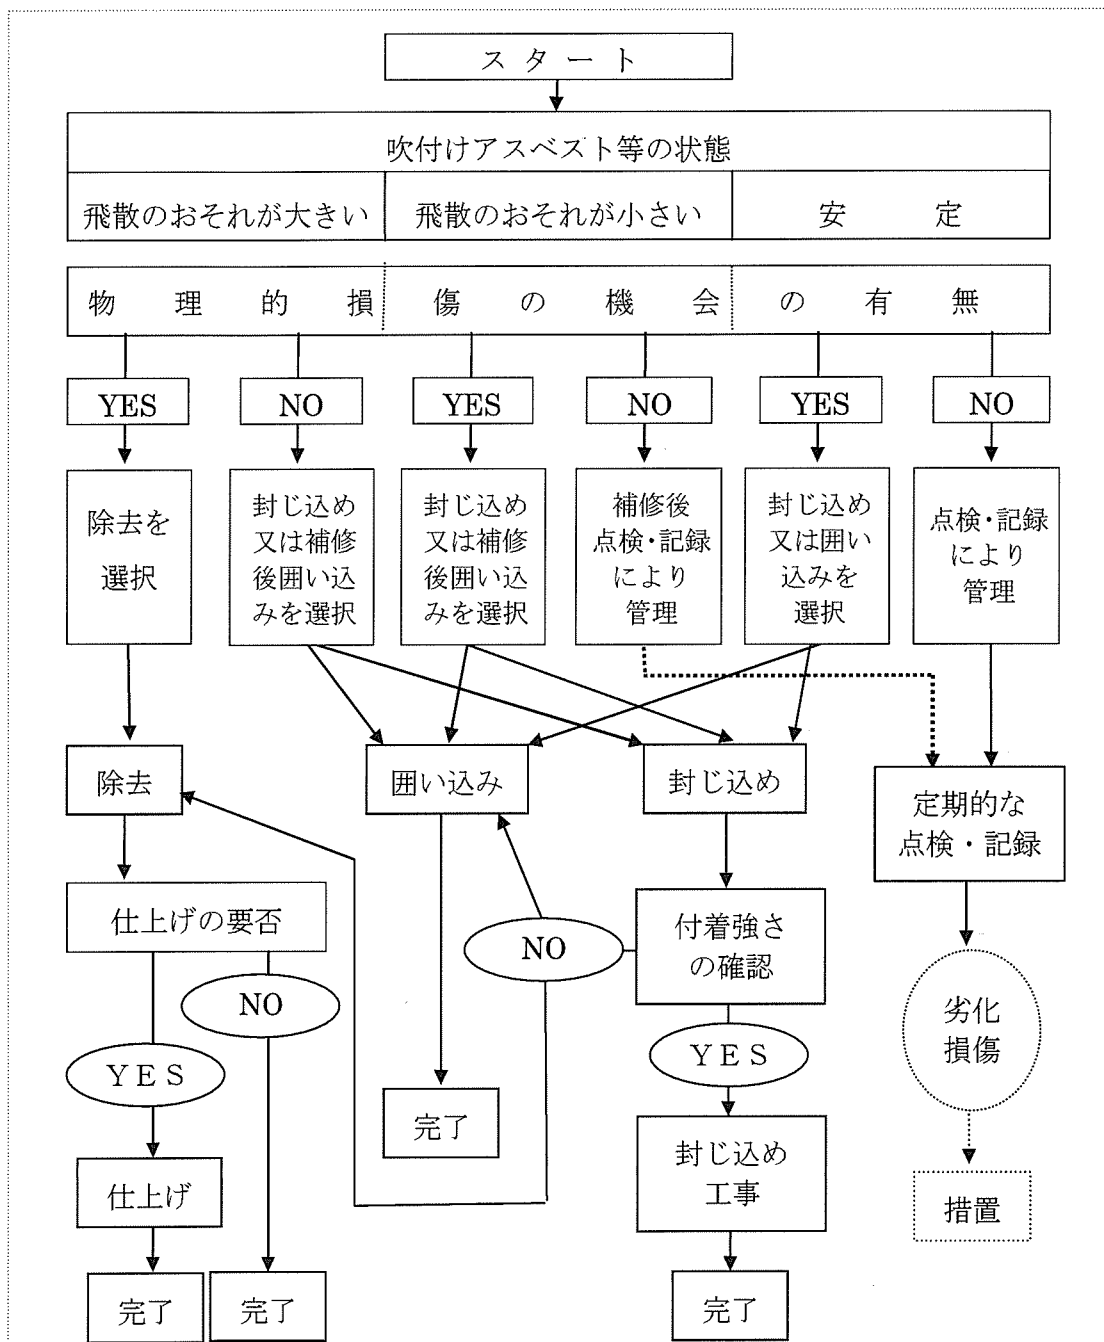 スタート
吹付けアスベスト等の状態
飛散のおそれが大きい
飛散のおそれが小さい
安定
物理的損傷の機会の有無
YES
NO
YES
NO
YES
NO
除去を
選択
封じ込め
又は補修
後囲い込
みを選択
封じ込め
又は補修
後囲い込
みを選択
補修後
点検・記録
により
管理
封じ込め
又は囲い
込みを
選択
点検・記録
により
管理
除去
囲い込み
封じ込め
定期的な
点検・記録
仕上げの要否
NO
付着強さ
の確認
NO
劣化
損傷
YES
YES
完了
封じ込め
工事
仕上げ
措置
完了
完了
完了